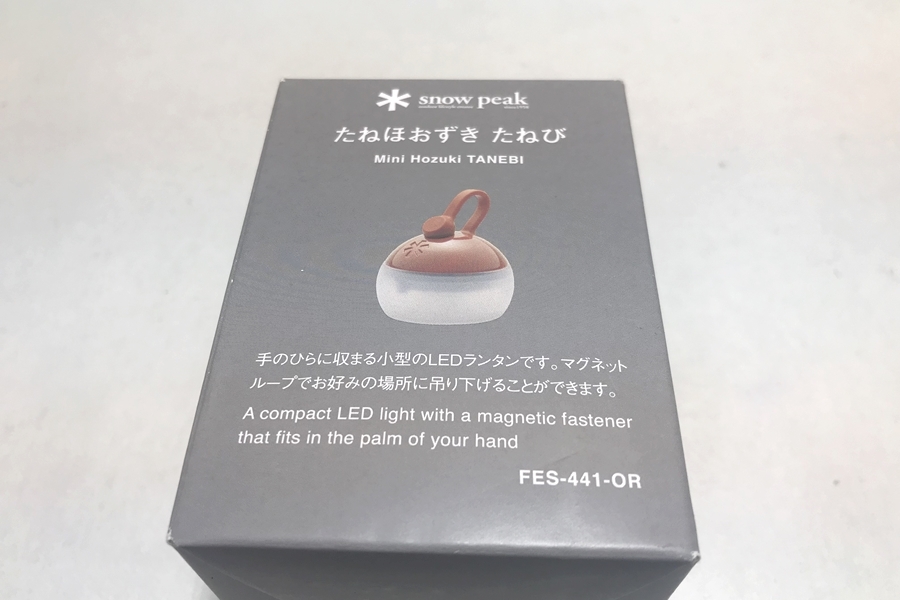 snow peak
たねほおずき たねび
Mini Hozuki TANEBI
手のひらに収まる小型のLEDランタンです。マグネット
ループでお好みの場所に吊り下げることができます。
A compact LED light with a magnetic fastener
that fits in the palm of your hand
FES-441-OR